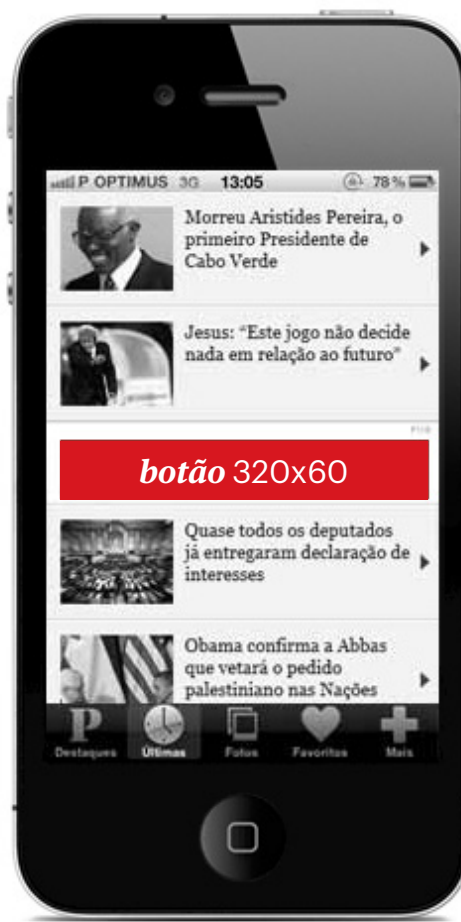 P OPTIMUS 3G 13:05 78 %
Morreu Aristides Pereira, o
primeiro Presidente de
Cabo Verde
Jesus: “Este jogo não decide
nada em relação ao futuro”
PUB
botão 320x60
Quase todos os deputados
já entregaram declaração de
interesses
Obama confirma a Abbas
que vetará o pedido
palestiniano nas Nações
P
Destaques Últimas Fotos Favoritos Mais